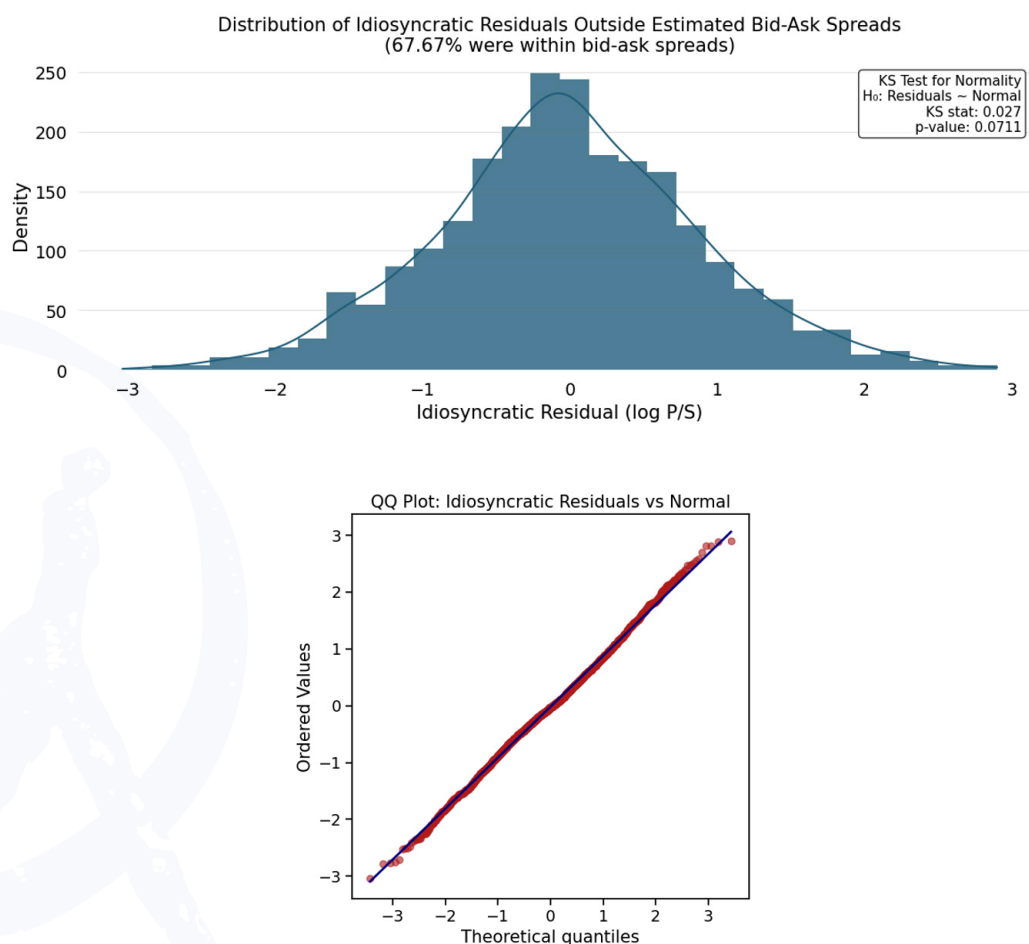 Distribution of Idiosyncratic Residuals Outside Estimated Bid-Ask Spreads
(67.67% were within bid-ask spreads)
KS Test for Normality
H₀: Residuals ~ Normal
KS stat: 0.027
p-value: 0.0711
Density
250
200
150
100
50
0
−3 −2 −1 0 1 2 3
Idiosyncratic Residual (log P/S)
QQ Plot: Idiosyncratic Residuals vs Normal
Ordered Values
3
2
1
0
−1
−2
−3
−3 −2 −1 0 1 2 3
Theoretical quantiles